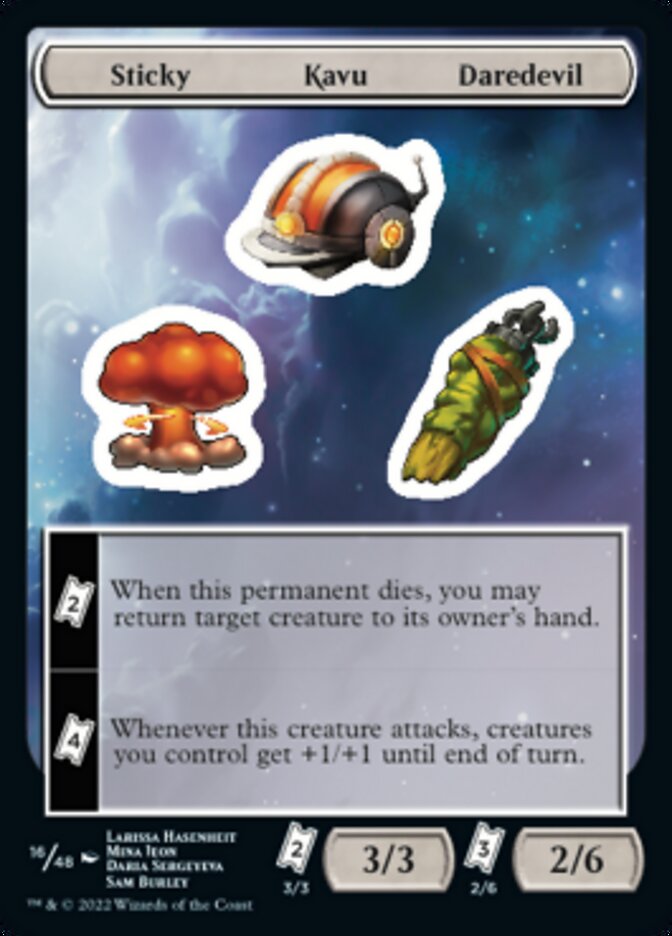 Sticky Kavu Daredevil
2
When this permanent dies, you may
return target creature to its owner's hand.
4
Whenever this creature attacks, creatures
you control get +1/+1 until end of turn.
16/48
Larissa Hasenheit
Mina Jeon
Daria Sergeyeva
Sam Burley
2
3/3
3/3
3
2/6
2/6
™ & © 2022 Wizards of the Coast